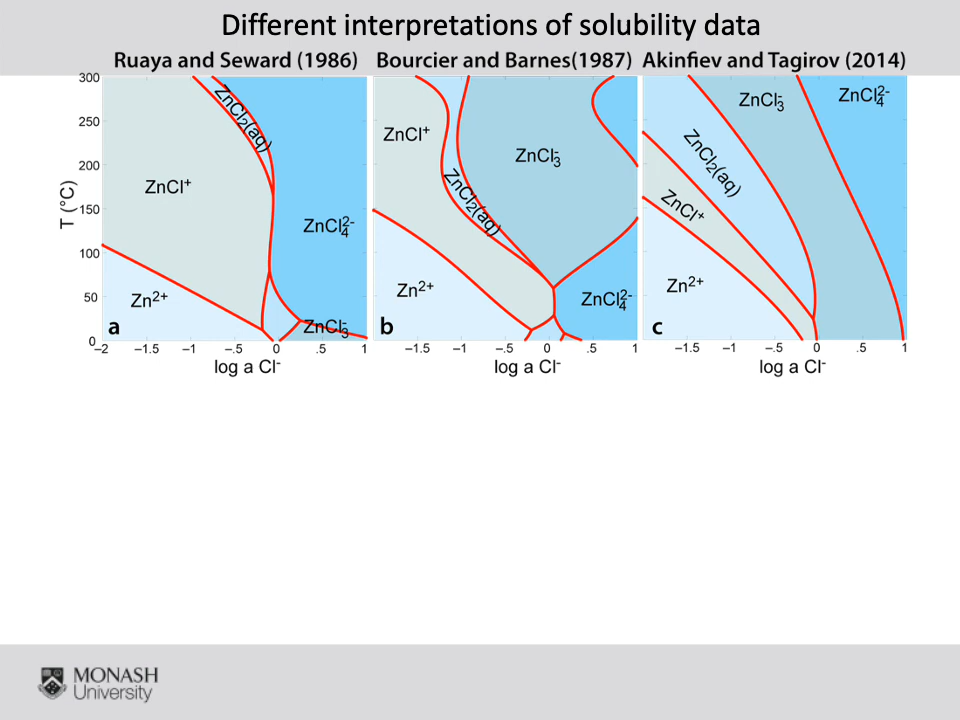 Different interpretations of solubility data
Ruaya and Seward (1986) Bourcier and Barnes(1987) Akinfiev and Tagirov (2014)
T (°C)
300
250
200
150
100
50
0
ZnCl₂(aq)
ZnCl⁺
ZnCl₄²⁻
Zn²⁺
ZnCl₃⁻
a
−2 −1.5 −1 −.5 0 .5 1
log a Cl⁻
ZnCl⁺
ZnCl₃⁻
ZnCl₂(aq)
Zn²⁺
ZnCl₄²⁻
b
−1.5 −1 −.5 0 .5 1
log a Cl⁻
ZnCl₃⁻
ZnCl₄²⁻
ZnCl₂(aq)
ZnCl⁺
Zn²⁺
c
−1.5 −1 −.5 0 .5 1
log a Cl⁻
MONASH
University